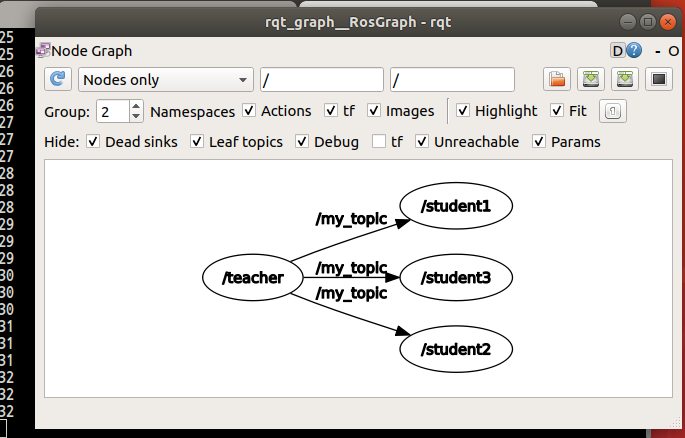 rqt_graph__RosGraph - rqt
Node Graph
D ? - O
Nodes only
/
/
Group: 2 Namespaces Actions tf Images Highlight Fit
Hide: Dead sinks Leaf topics Debug tf Unreachable Params
/student1
/my_topic
/teacher
/my_topic
/student3
/my_topic
/student2
25
25
26
26
26
27
27
27
28
28
28
29
29
30
30
30
31
31
31
32
32
32